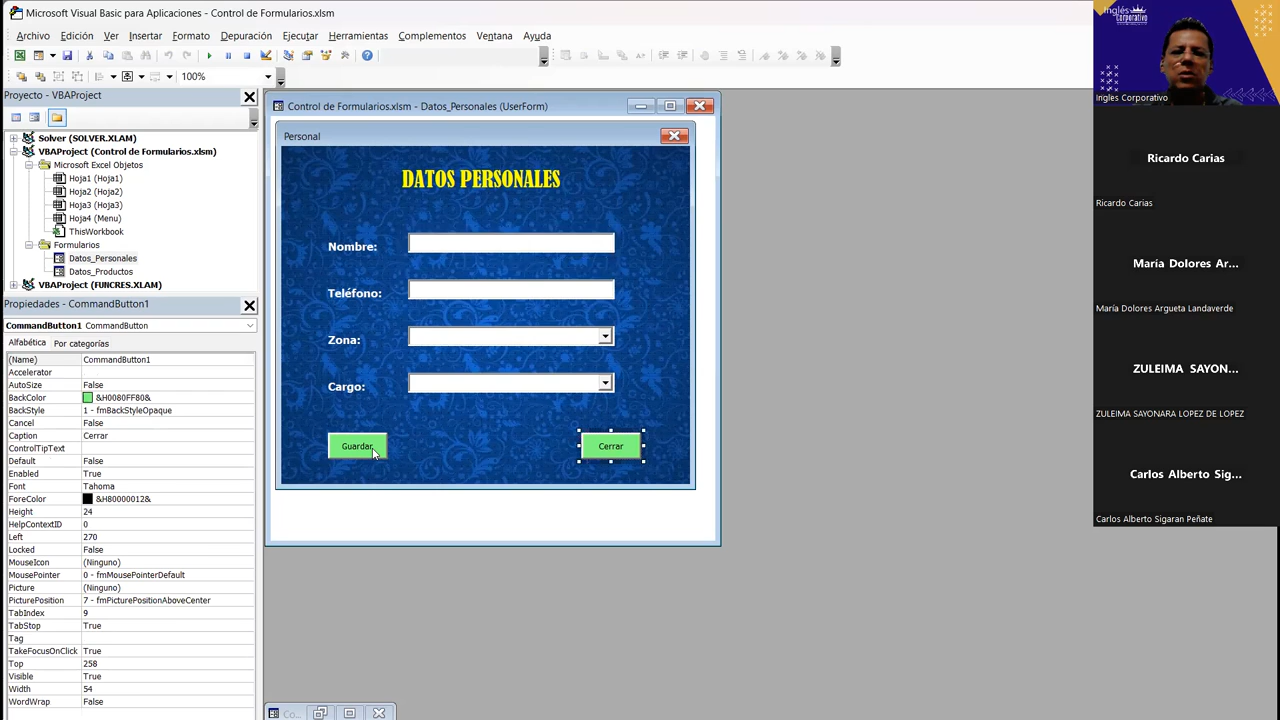 Microsoft Visual Basic para Aplicaciones - Control de Formularios.xlsm
Archivo Edición Ver Insertar Formato Depuración Ejecutar Herramientas Complementos Ventana Ayuda
100%
Proyecto - VBAProject
Solver (SOLVER.XLAM)
VBAProject (Control de Formularios.xlsm)
Microsoft Excel Objetos
Hoja1 (Hoja1)
Hoja2 (Hoja2)
Hoja3 (Hoja3)
Hoja4 (Menu)
ThisWorkbook
Formularios
Datos_Personales
Datos_Productos
VBAProject (FUNCRES.XLAM)
Propiedades - CommandButton1
CommandButton1 CommandButton
Alfabética Por categorías
(Name) CommandButton1
Accelerator
AutoSize False
BackColor &H0080FF80&
BackStyle 1 - fmBackStyleOpaque
Cancel False
Caption Cerrar
ControlTipText
Default False
Enabled True
Font Tahoma
ForeColor &H80000012&
Height 24
HelpContextID 0
Left 270
Locked False
MouseIcon (Ninguno)
MousePointer 0 - fmMousePointerDefault
Picture (Ninguno)
PicturePosition 7 - fmPicturePositionAboveCenter
TabIndex 9
TabStop True
Tag
TakeFocusOnClick True
Top 258
Visible True
Width 54
WordWrap False
Control de Formularios.xlsm - Datos_Personales (UserForm)
Personal
DATOS PERSONALES
Nombre:
Teléfono:
Zona:
Cargo:
Guardar Cerrar
Co...
Inglés
Corporativo
Ingles Corporativo
Ricardo Carias
Ricardo Carias
María Dolores Ar...
María Dolores Argueta Landaverde
ZULEIMA SAYON...
ZULEIMA SAYONARA LOPEZ DE LOPEZ
Carlos Alberto Sig...
Carlos Alberto Sigaran Peñate